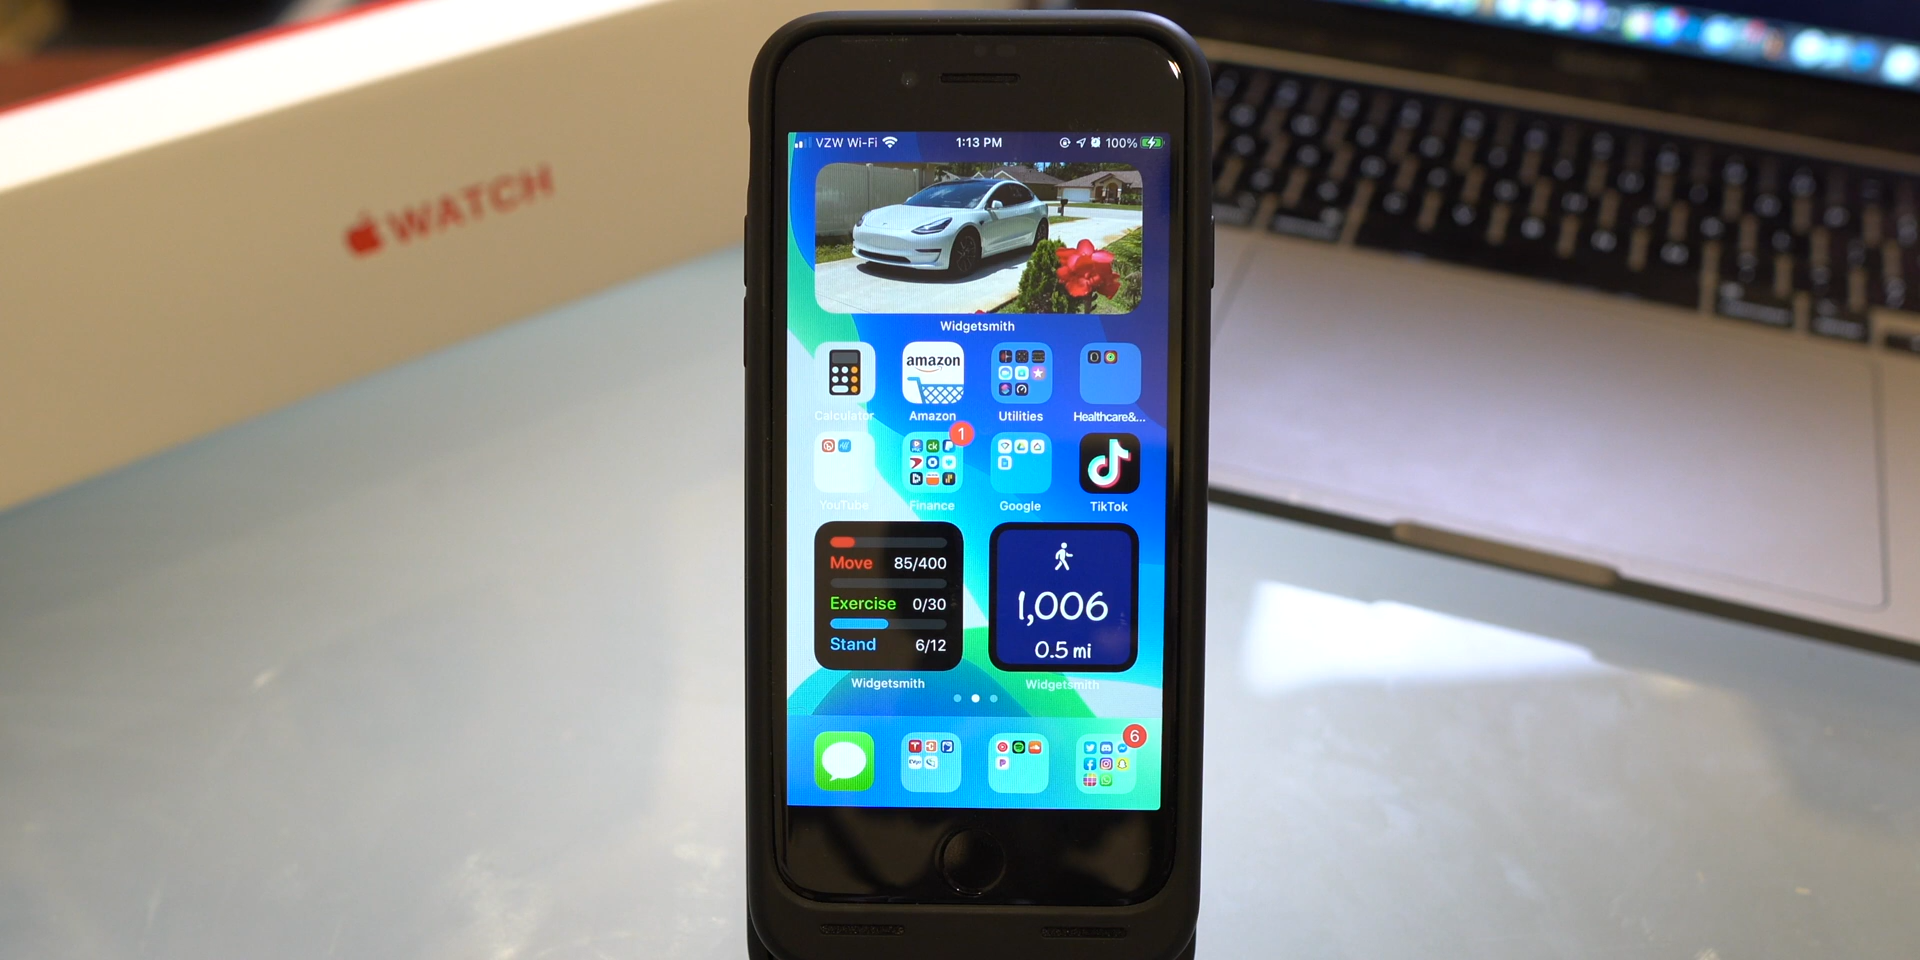 WATCH
VZW Wi-Fi 1:13 PM 100%
Widgetsmith
amazon
Calculator Amazon Utilities Healthcare&...
1
ck
YouTube Finance Google TikTok
Move 85/400
Exercise 0/30
Stand 6/12
1,006
0.5 mi
Widgetsmith Widgetsmith
6